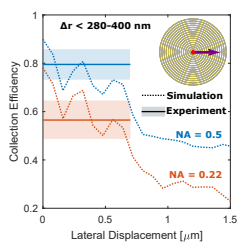 Δr < 280-400 nm
1
0.8
0.6
0.4
0.2
Collection Efficiency
Simulation
Experiment
NA = 0.5
NA = 0.22
0
0.5
1
1.5
Lateral Displacement [μm]